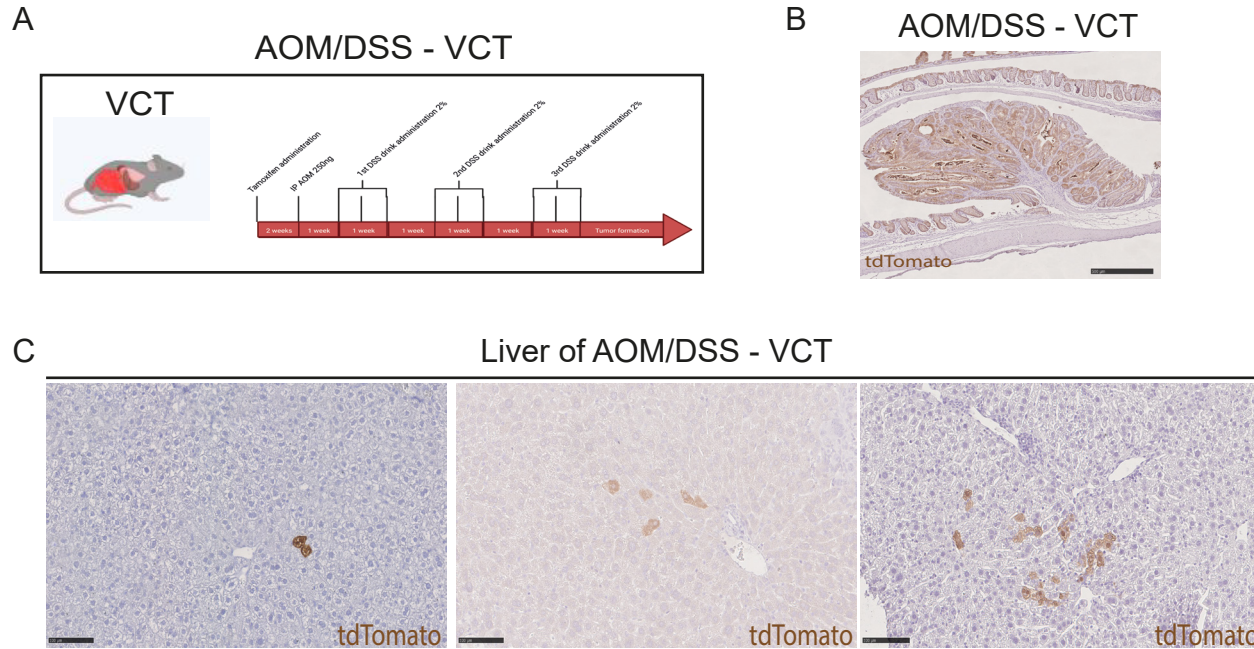 A
AOM/DSS - VCT
VCT
Tamoxifen administration
IP AOM 250ng
1st DSS drink administration 2%
2nd DSS drink administration 2%
3rd DSS drink administration 2%
2 weeks
1 week
1 week
1 week
1 week
1 week
1 week
Tumor formation
B
AOM/DSS - VCT
tdTomato
C
Liver of AOM/DSS - VCT
tdTomato
tdTomato
tdTomato